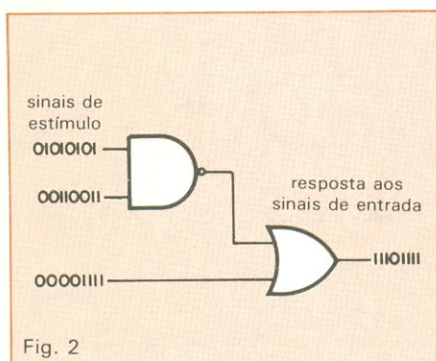 sinais de
estímulo
01010101
00110011
resposta aos
sinais de entrada
11101111
00001111
Fig. 2